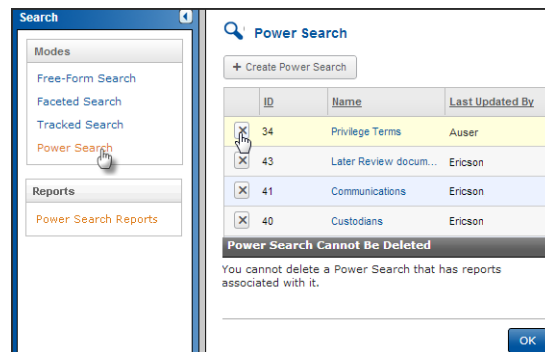 Search
Modes
Free-Form Search
Faceted Search
Tracked Search
Power Search
Reports
Power Search Reports
Power Search
+ Create Power Search
ID Name Last Updated By
34 Privilege Terms Auser
43 Later Review docum... Ericson
41 Communications Ericson
40 Custodians Ericson
Power Search Cannot Be Deleted
You cannot delete a Power Search that has reports
associated with it.
OK